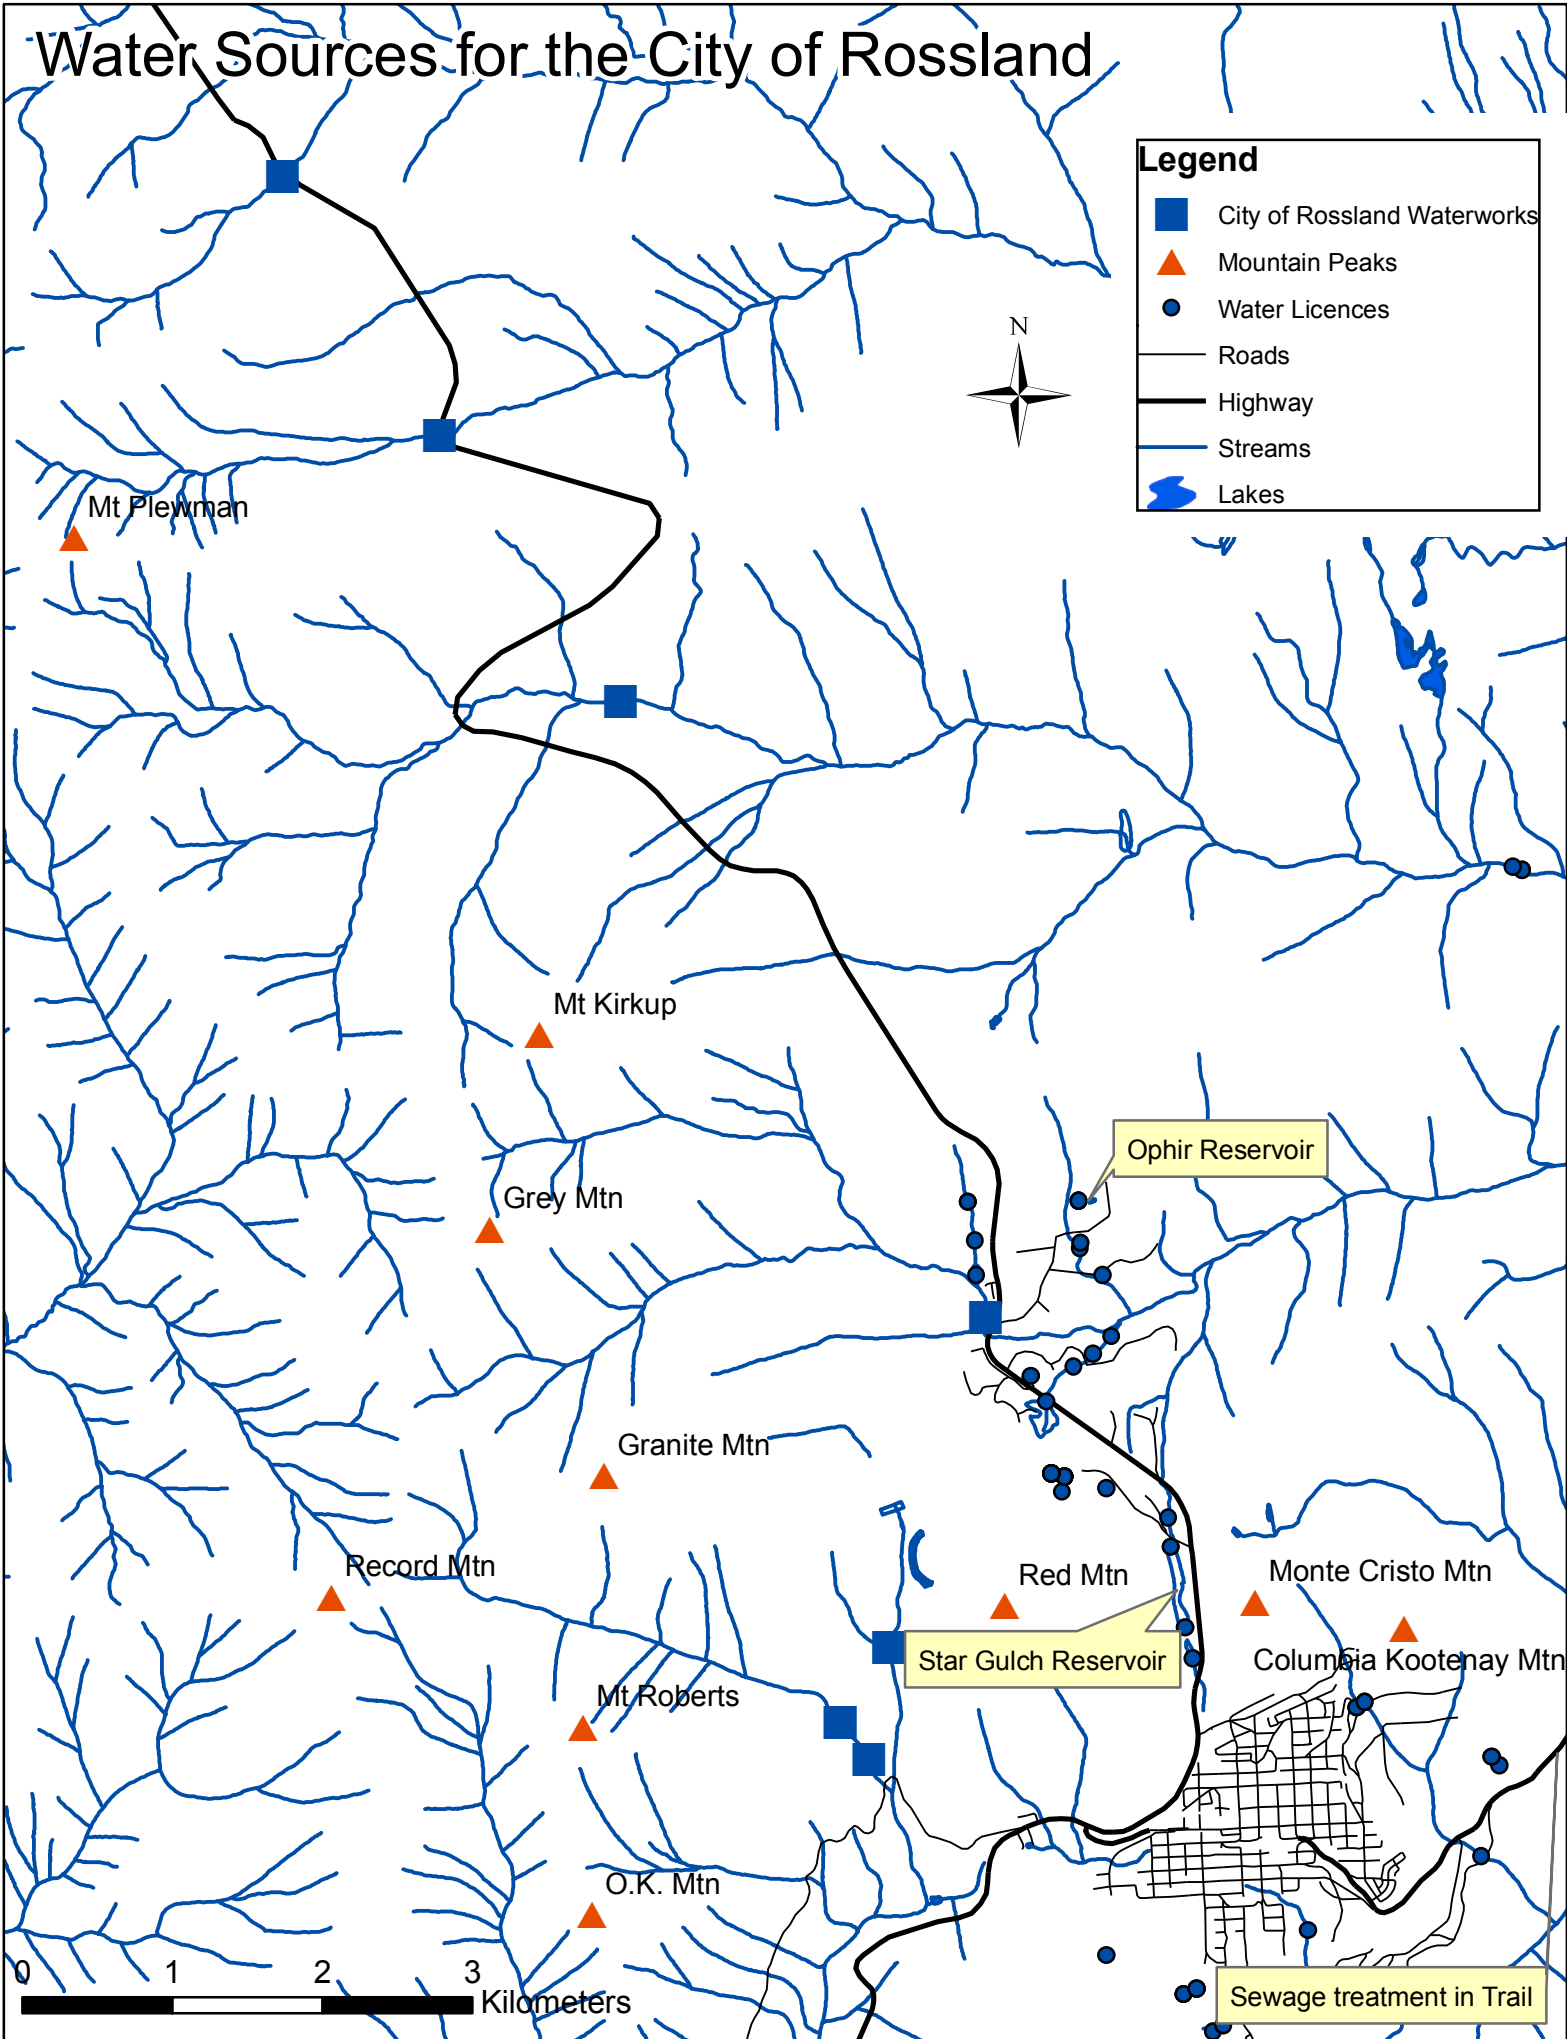 Water Sources for the City of Rossland
Legend
City of Rossland Waterworks
Mountain Peaks
Water Licences
Roads
Highway
Streams
Lakes
N
Mt Plewman
Mt Kirkup
Ophir Reservoir
Grey Mtn
Granite Mtn
Record Mtn
Red Mtn
Monte Cristo Mtn
Star Gulch Reservoir
Columbia Kootenay Mtn
Mt Roberts
O.K. Mtn
0 1 2 3
Kilometers
Sewage treatment in Trail